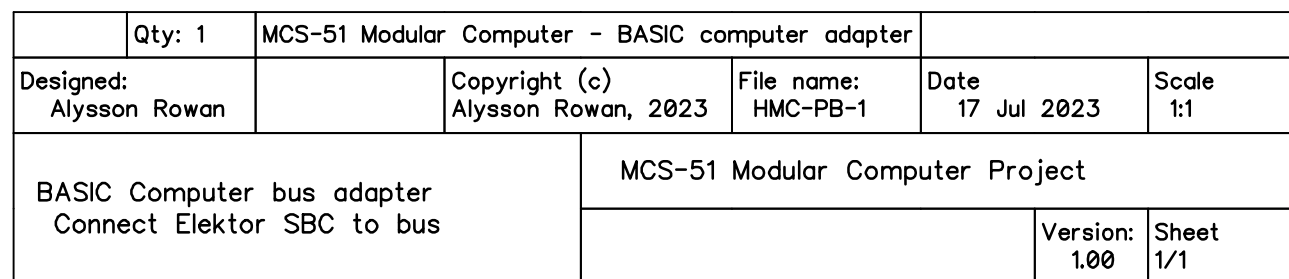 Qty: 1
MCS-51 Modular Computer - BASIC computer adapter
Designed:
Alysson Rowan
Copyright (c)
Alysson Rowan, 2023
File name:
HMC-PB-1
Date
17 Jul 2023
Scale
1:1
BASIC Computer bus adapter
Connect Elektor SBC to bus
MCS-51 Modular Computer Project
Version:
1.00
Sheet
1/1